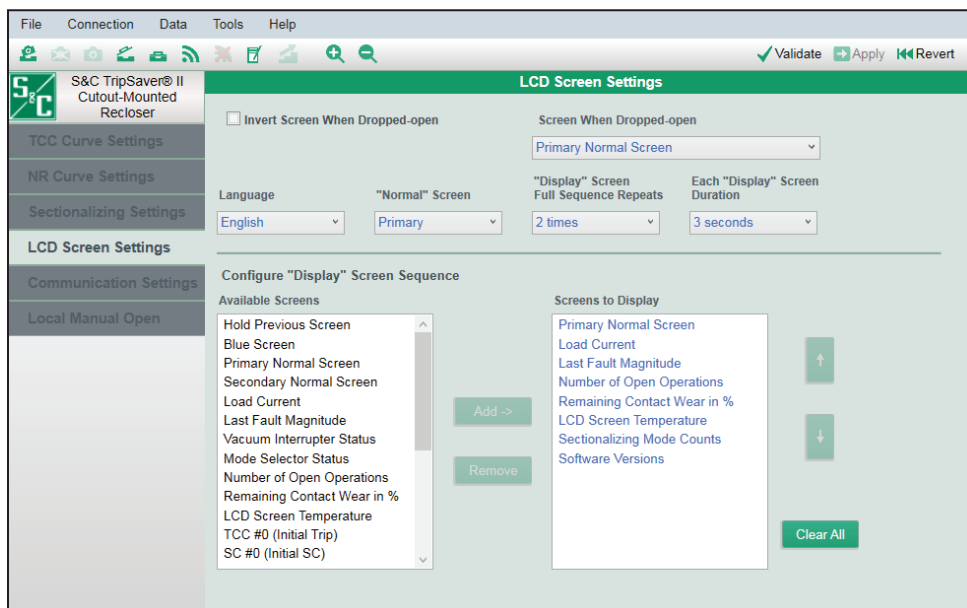 File Connection Data Tools Help
Validate Apply Revert
S&C
S&C TripSaver® II
Cutout-Mounted
Recloser
LCD Screen Settings
TCC Curve Settings
NR Curve Settings
Sectionalizing Settings
LCD Screen Settings
Communication Settings
Local Manual Open
Invert Screen When Dropped-open
Screen When Dropped-open
Primary Normal Screen
Language
English
"Normal" Screen
Primary
"Display" Screen
Full Sequence Repeats
2 times
Each "Display" Screen
Duration
3 seconds
Configure "Display" Screen Sequence
Available Screens
Hold Previous Screen
Blue Screen
Primary Normal Screen
Secondary Normal Screen
Load Current
Last Fault Magnitude
Vacuum Interrupter Status
Mode Selector Status
Number of Open Operations
Remaining Contact Wear in %
LCD Screen Temperature
TCC #0 (Initial Trip)
SC #0 (Initial SC)
Add ->
Remove
Screens to Display
Primary Normal Screen
Load Current
Last Fault Magnitude
Number of Open Operations
Remaining Contact Wear in %
LCD Screen Temperature
Sectionalizing Mode Counts
Software Versions
Clear All